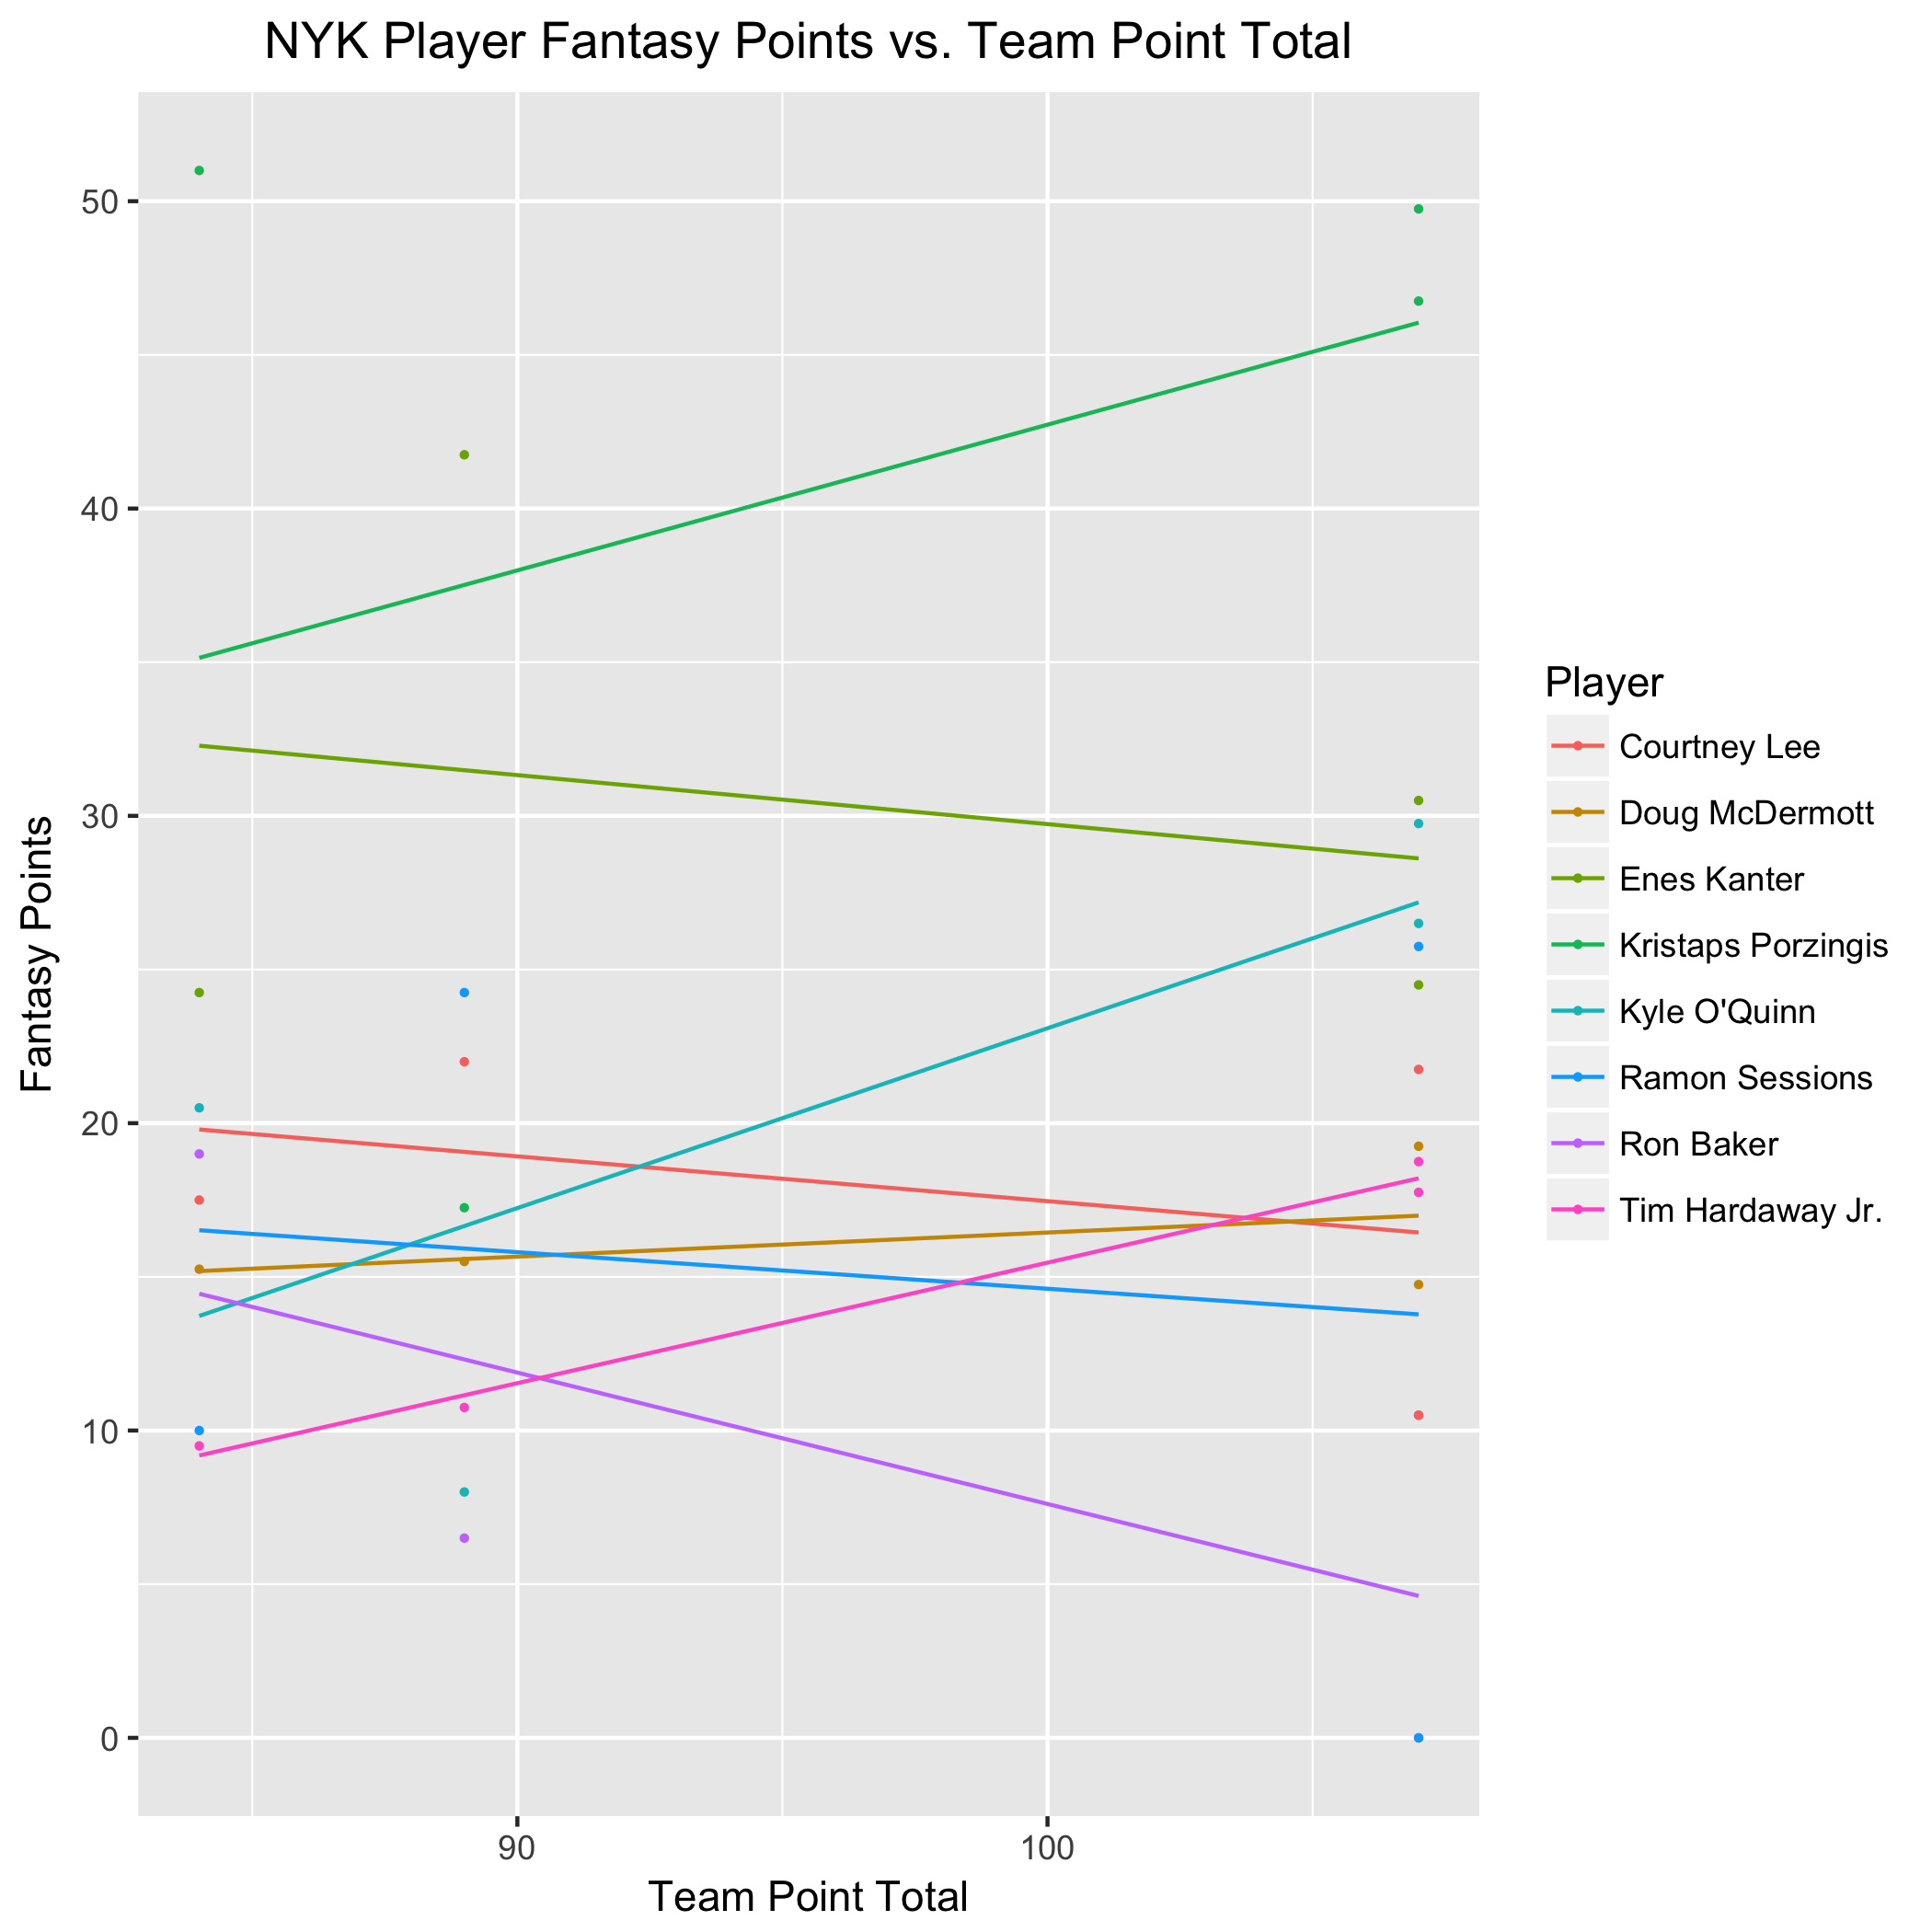 NYK Player Fantasy Points vs. Team Point Total
Fantasy Points
50
40
30
20
10
0
90
100
Team Point Total
Player
Courtney Lee
Doug McDermott
Enes Kanter
Kristaps Porzingis
Kyle O'Quinn
Ramon Sessions
Ron Baker
Tim Hardaway Jr.